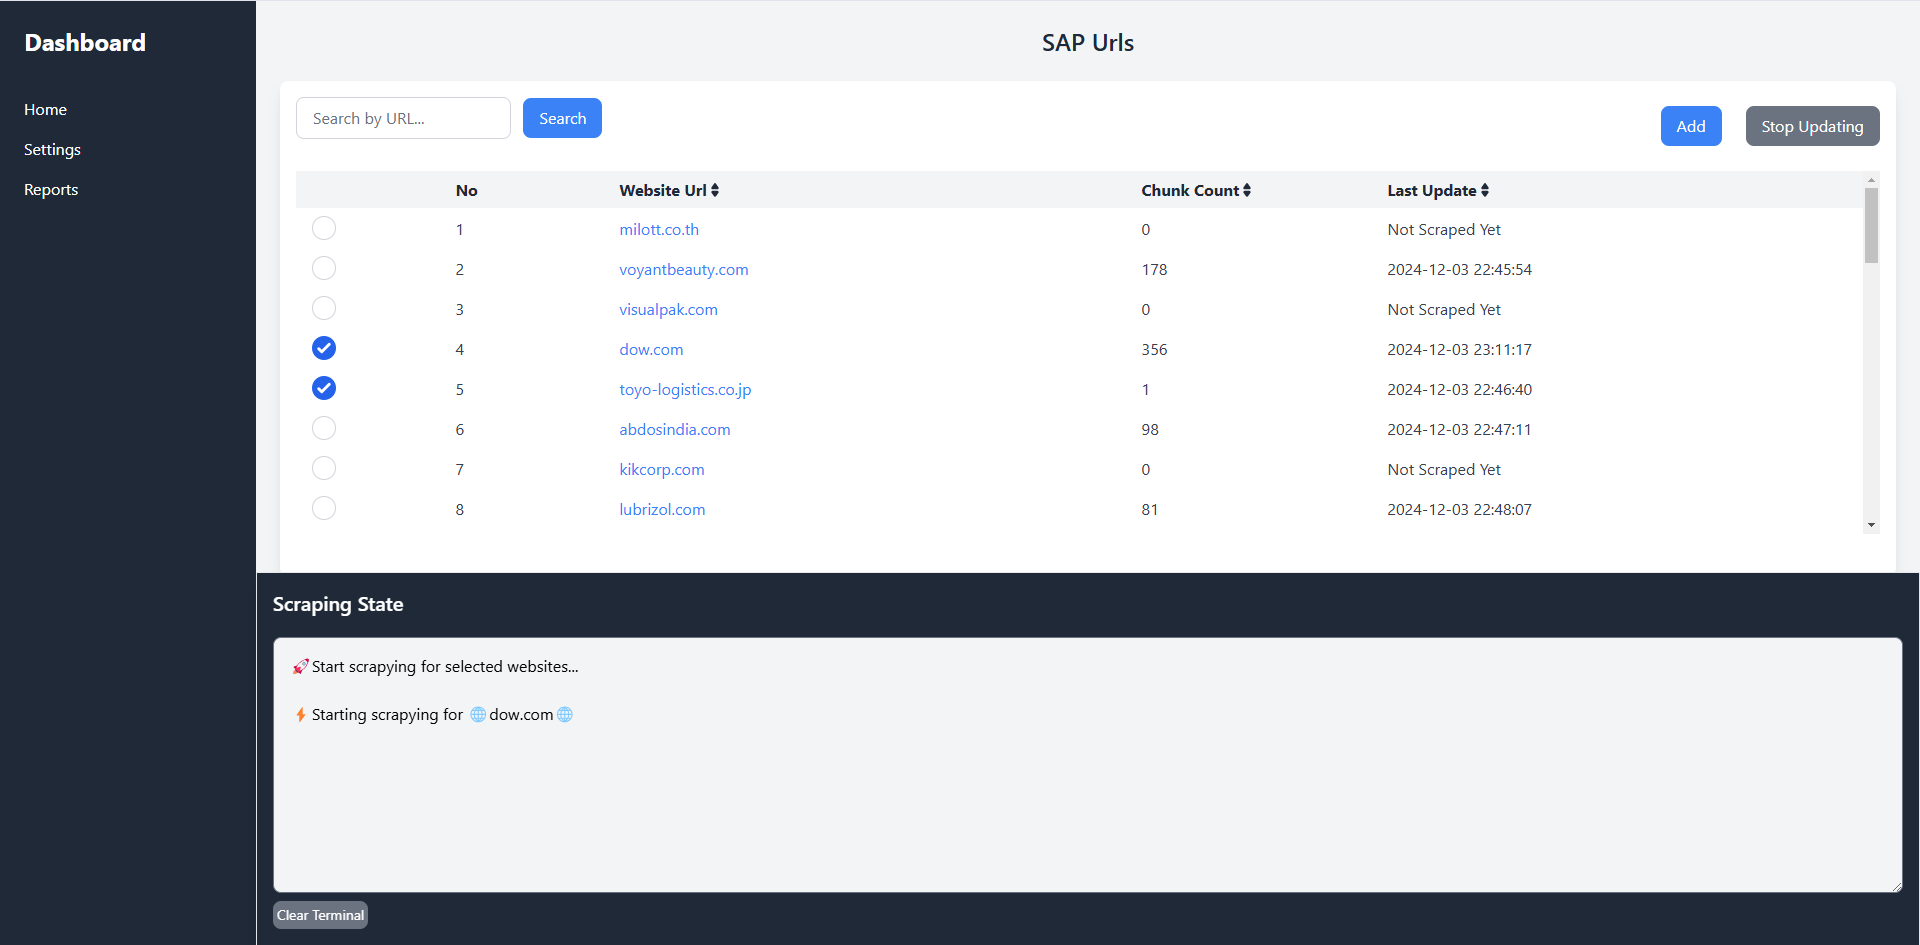 Dashboard
Home
Settings
Reports
SAP Urls
Search by URL... Search Add Stop Updating
No Website Url Chunk Count Last Update
1 milott.co.th 0 Not Scraped Yet
2 voyantbeauty.com 178 2024-12-03 22:45:54
3 visualpak.com 0 Not Scraped Yet
4 dow.com 356 2024-12-03 23:11:17
5 toyo-logistics.co.jp 1 2024-12-03 22:46:40
6 abdosindia.com 98 2024-12-03 22:47:11
7 kikcorp.com 0 Not Scraped Yet
8 lubrizol.com 81 2024-12-03 22:48:07
Scraping State
🚀Start scrapying for selected websites...
⚡Starting scrapying for 🌐dow.com🌐
Clear Terminal